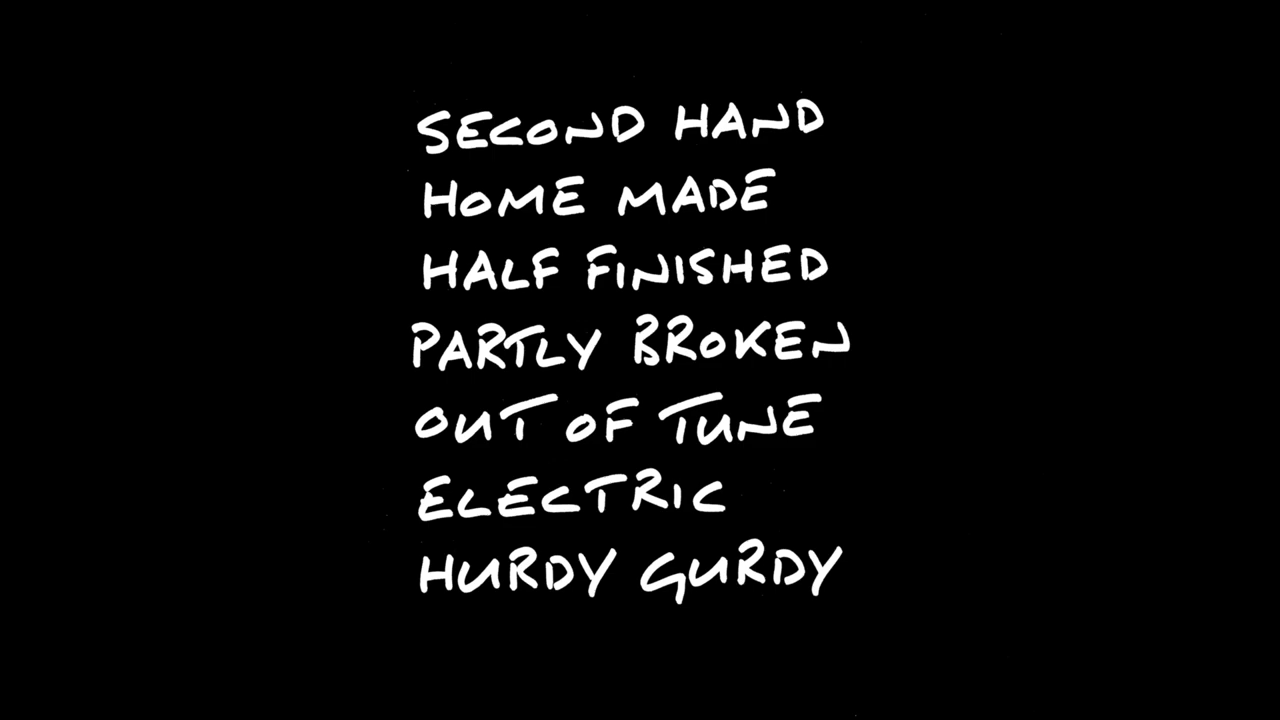 SECOND HAND
HOME MADE
HALF FINISHED
PARTLY BROKEN
OUT OF TUNE
ELECTRIC
HURDY GURDY